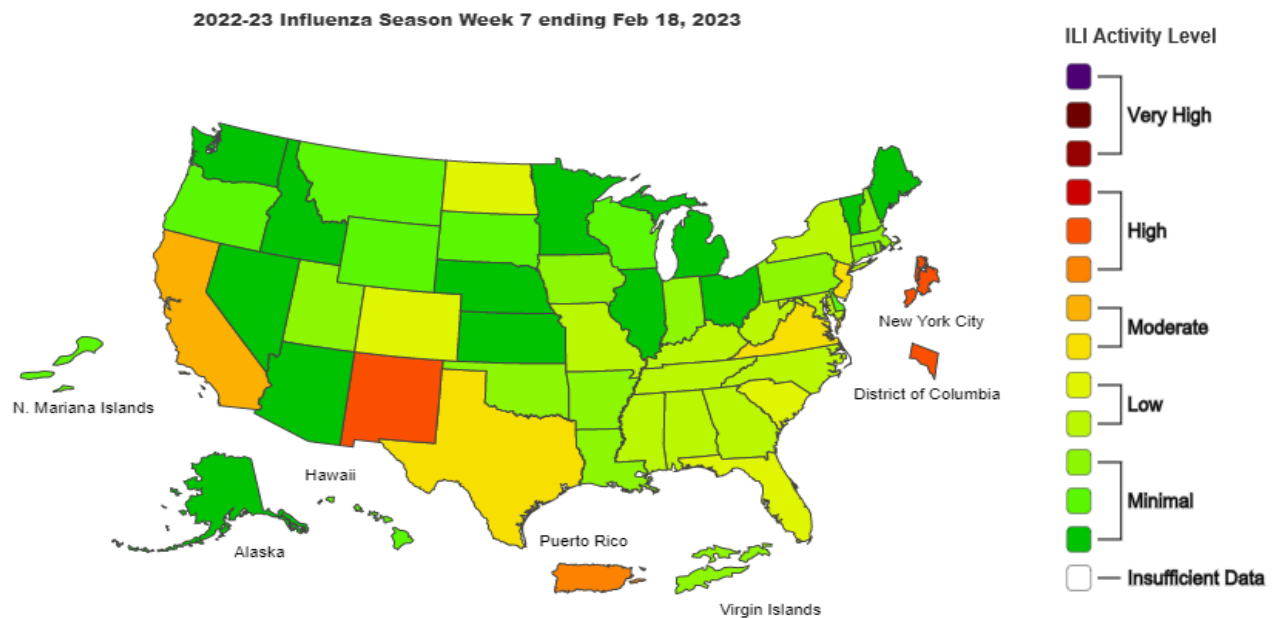 2022-23 Influenza Season Week 7 ending Feb 18, 2023
ILI Activity Level
Very High
High
Moderate
Low
Minimal
Insufficient Data
New York City
District of Columbia
N. Mariana Islands
Hawaii
Alaska
Puerto Rico
Virgin Islands